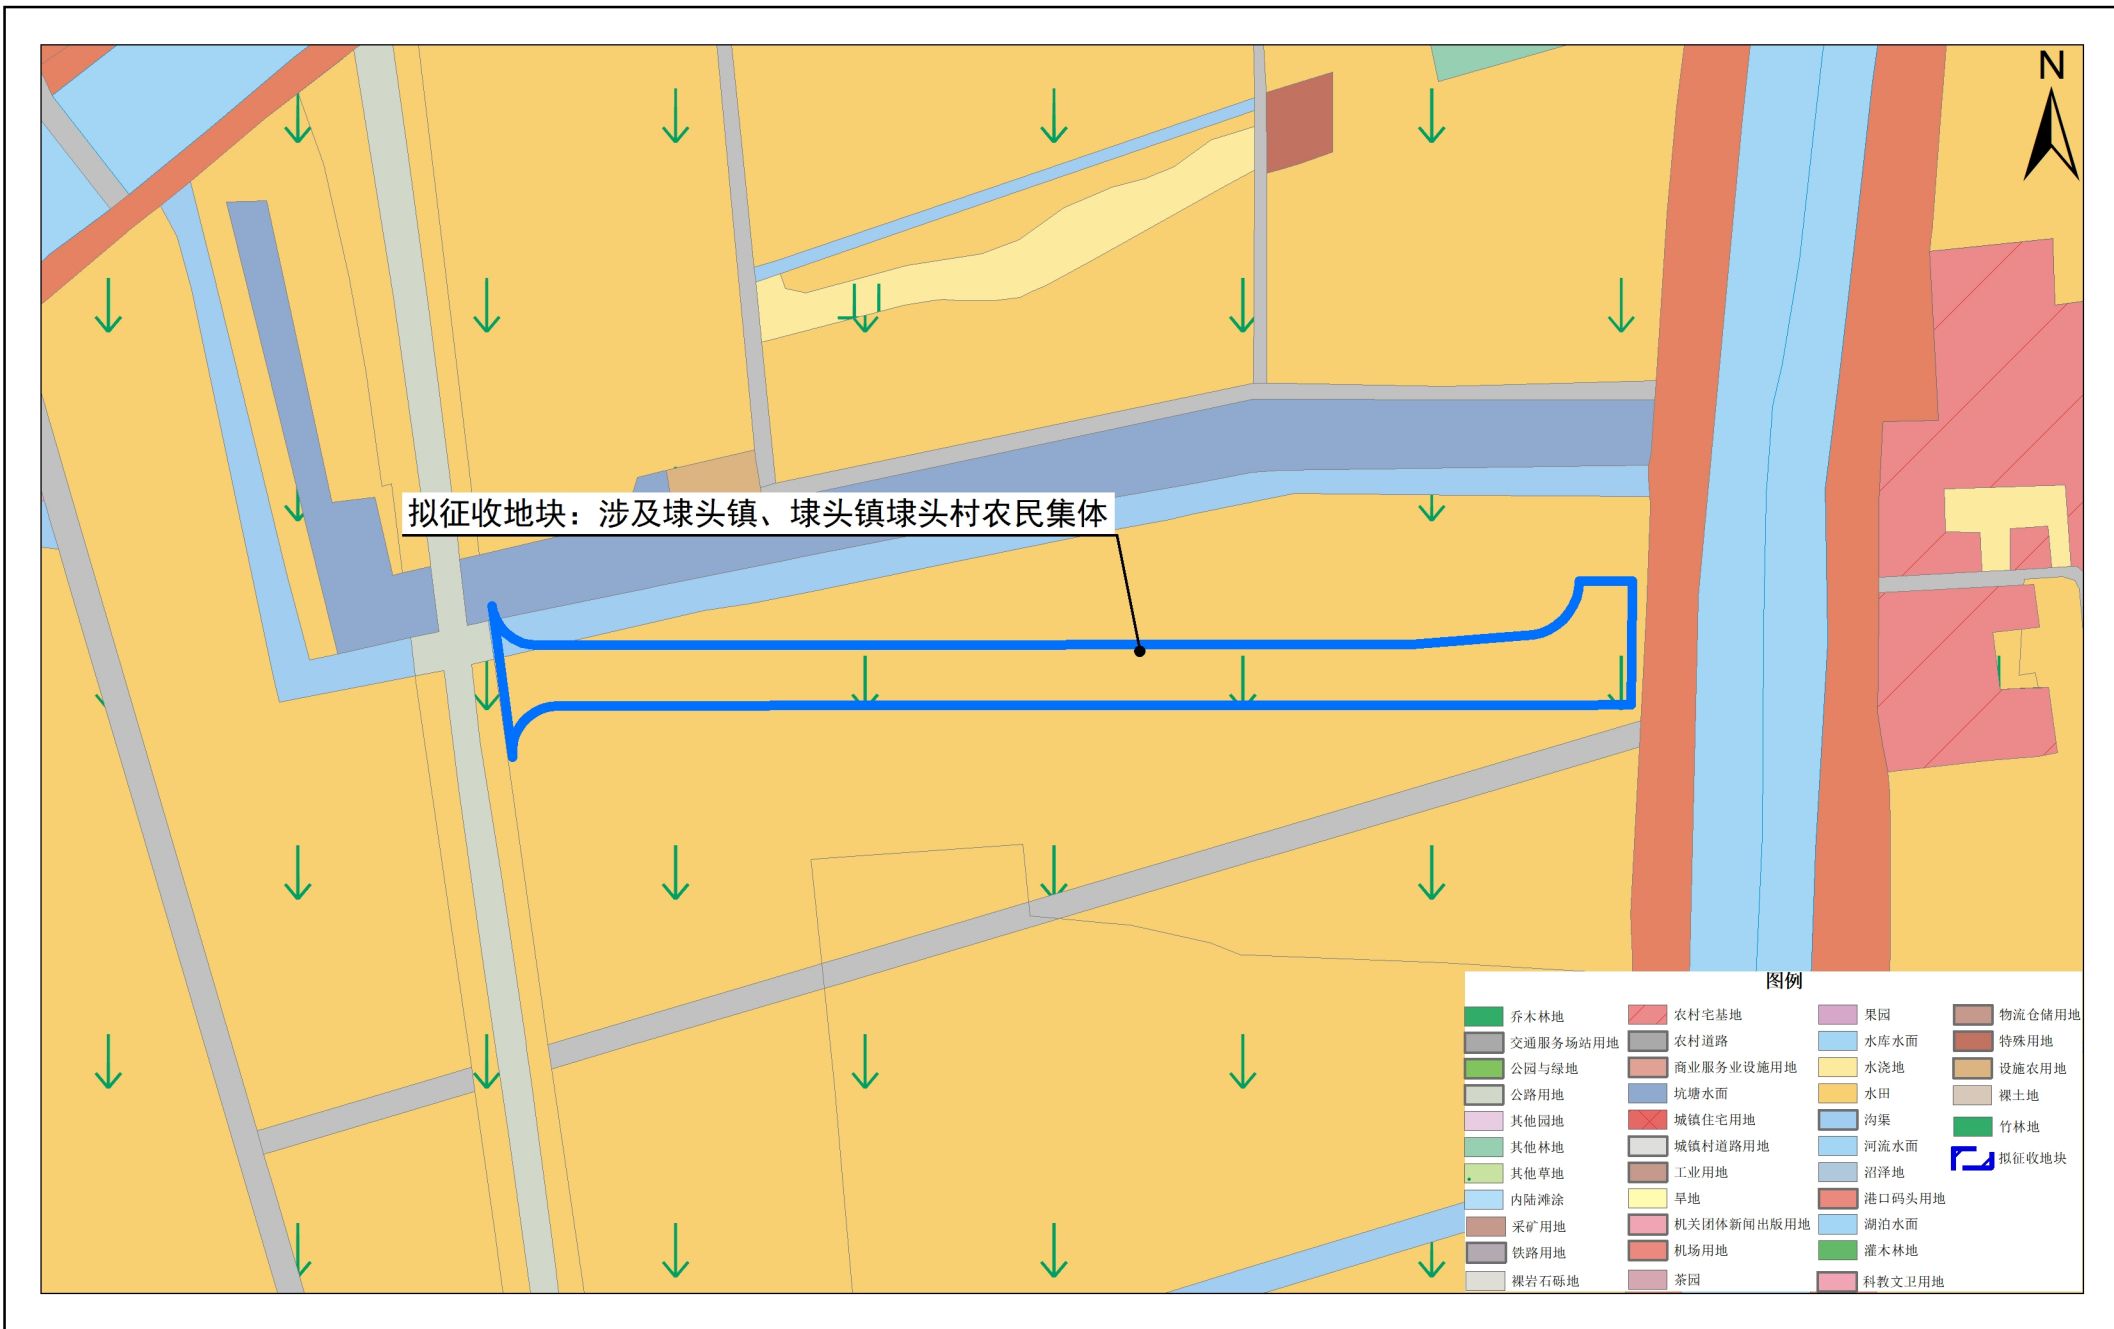 N
拟征收地块：涉及埭头镇、埭头镇埭头村农民集体
图例
乔木林地
交通服务场站用地
公园与绿地
公路用地
其他园地
其他林地
其他草地
内陆滩涂
采矿用地
铁路用地
裸岩石砾地
农村宅基地
农村道路
商业服务业设施用地
坑塘水面
城镇住宅用地
城镇村道路用地
工业用地
旱地
机关团体新闻出版用地
机场用地
茶园
果园
水库水面
水浇地
水田
沟渠
河流水面
沼泽地
港口码头用地
湖泊水面
灌木林地
科教文卫用地
物流仓储用地
特殊用地
设施农用地
裸土地
竹林地
拟征收地块